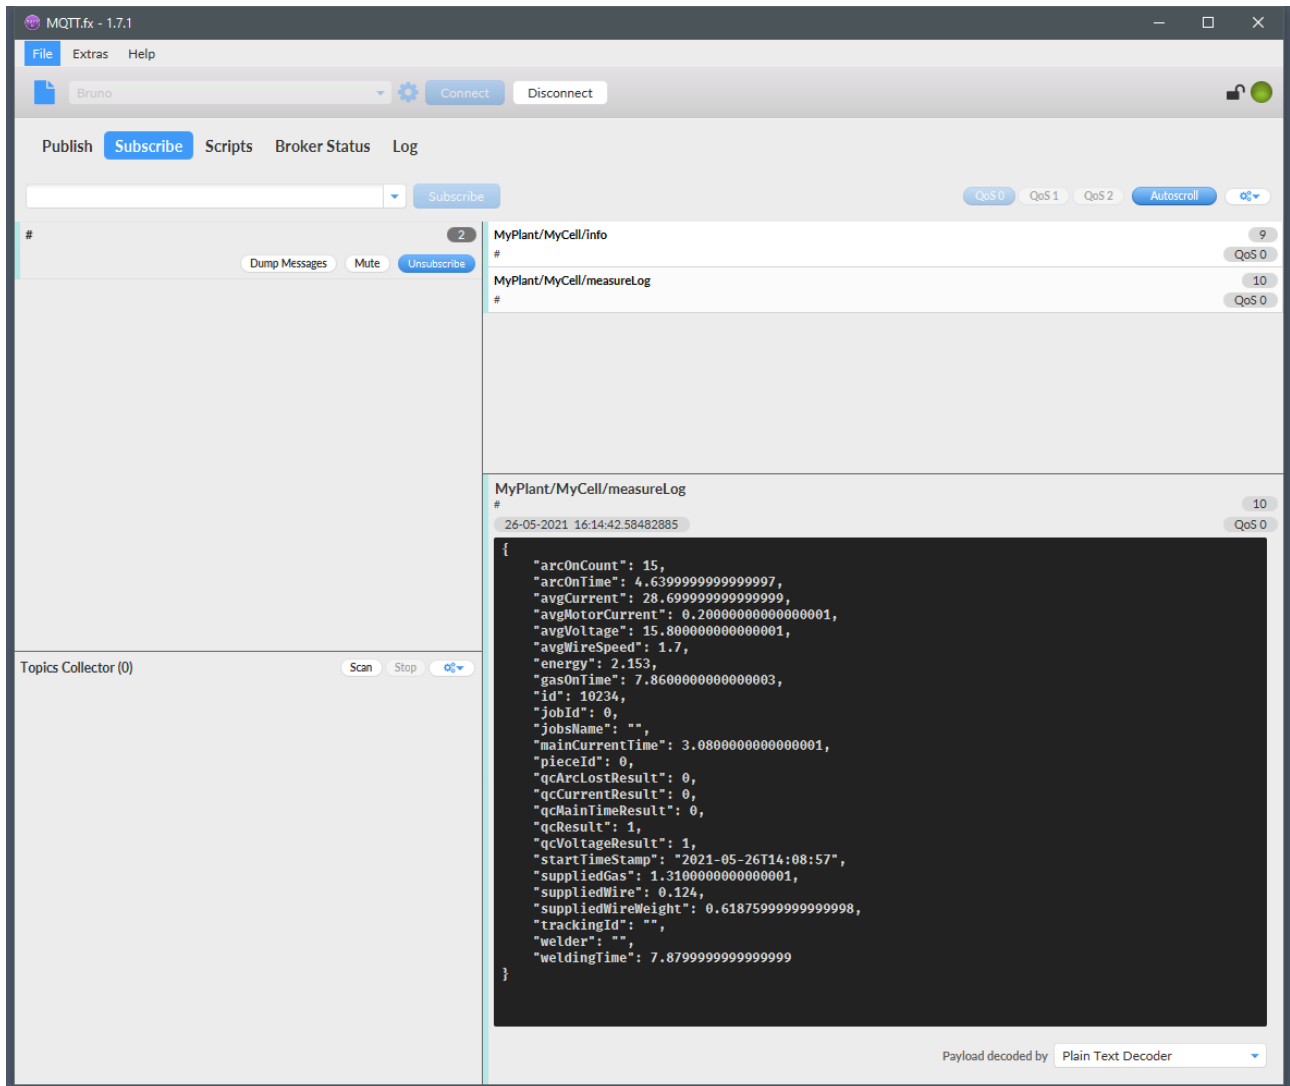 MQTT.fx - 1.7.1
File Extras Help
Bruno Connect Disconnect
Publish Subscribe Scripts Broker Status Log
Subscribe QoS 0 QoS 1 QoS 2 Autoscroll
# 2
Dump Messages Mute Unsubscribe
MyPlant/MyCell/info 9
# QoS 0
MyPlant/MyCell/measureLog 10
# QoS 0
Topics Collector (0) Scan Stop
MyPlant/MyCell/measureLog
# 10
26-05-2021 16:14:42.58482885 QoS 0
{
"arcOnCount": 15,
"arcOnTime": 4.6399999999999997,
"avgCurrent": 28.699999999999999,
"avgMotorCurrent": 0.20000000000000001,
"avgVoltage": 15.800000000000001,
"avgWireSpeed": 1.7,
"energy": 2.153,
"gasOnTime": 7.8600000000000003,
"id": 10234,
"jobId": 0,
"jobsName": "",
"mainCurrentTime": 3.0800000000000001,
"pieceId": 0,
"qcArcLostResult": 0,
"qcCurrentResult": 0,
"qcMainTimeResult": 0,
"qcResult": 1,
"qcVoltageResult": 1,
"startTimeStamp": "2021-05-26T14:08:57",
"suppliedGas": 1.3100000000000001,
"suppliedWire": 0.124,
"suppliedWireWeight": 0.61875999999999998,
"trackingId": "",
"welder": "",
"weldingTime": 7.8799999999999999
}
Payload decoded by Plain Text Decoder